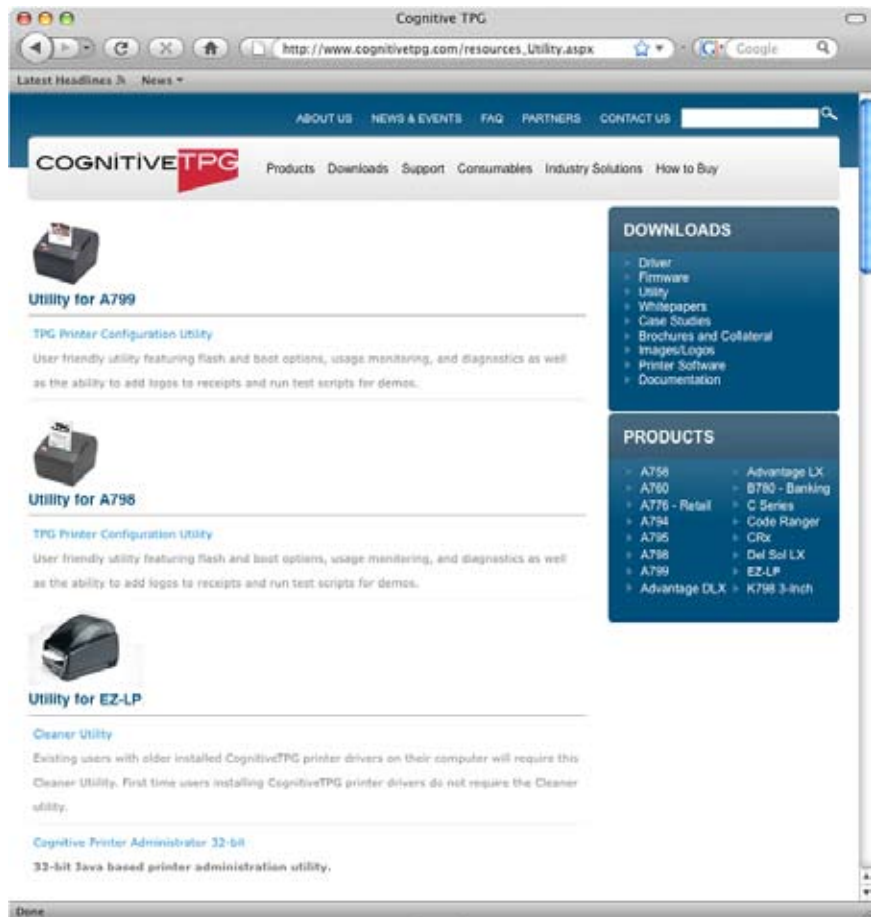 Cognitive TPG
http://www.cognitivetpg.com/resources_Utility.aspx
Google
Latest Headlines
News
ABOUT US NEWS & EVENTS FAQ PARTNERS CONTACT US
COGNITIVETPG
Products Downloads Support Consumables Industry Solutions How to Buy
Utility for A799
TPG Printer Configuration Utility
User friendly utility featuring flash and boot options, usage monitoring, and diagnostics as well
as the ability to add logos to receipts and run test scripts for demos.
Utility for A798
TPG Printer Configuration Utility
User friendly utility featuring flash and boot options, usage monitoring, and diagnostics as well
as the ability to add logos to receipts and run test scripts for demos.
Utility for EZ-LP
Cleaner Utility
Existing users with older installed CognitiveTPG printer drivers on their computer will require this
Cleaner Utility. First time users installing CognitiveTPG printer drivers do not require the Cleaner
utility.
Cognitive Printer Administrator 32-bit
32-bit Java based printer administration utility.
DOWNLOADS
Driver
Firmware
Utility
Whitepapers
Case Studies
Brochures and Collateral
Images/Logos
Printer Software
Documentation
PRODUCTS
A758
A760
A776 - Retail
A794
A795
A798
A799
Advantage DLX
Advantage LX
B780 - Banking
C Series
Code Ranger
CRx
Del Sol LX
EZ-LP
K798 3-Inch
Done